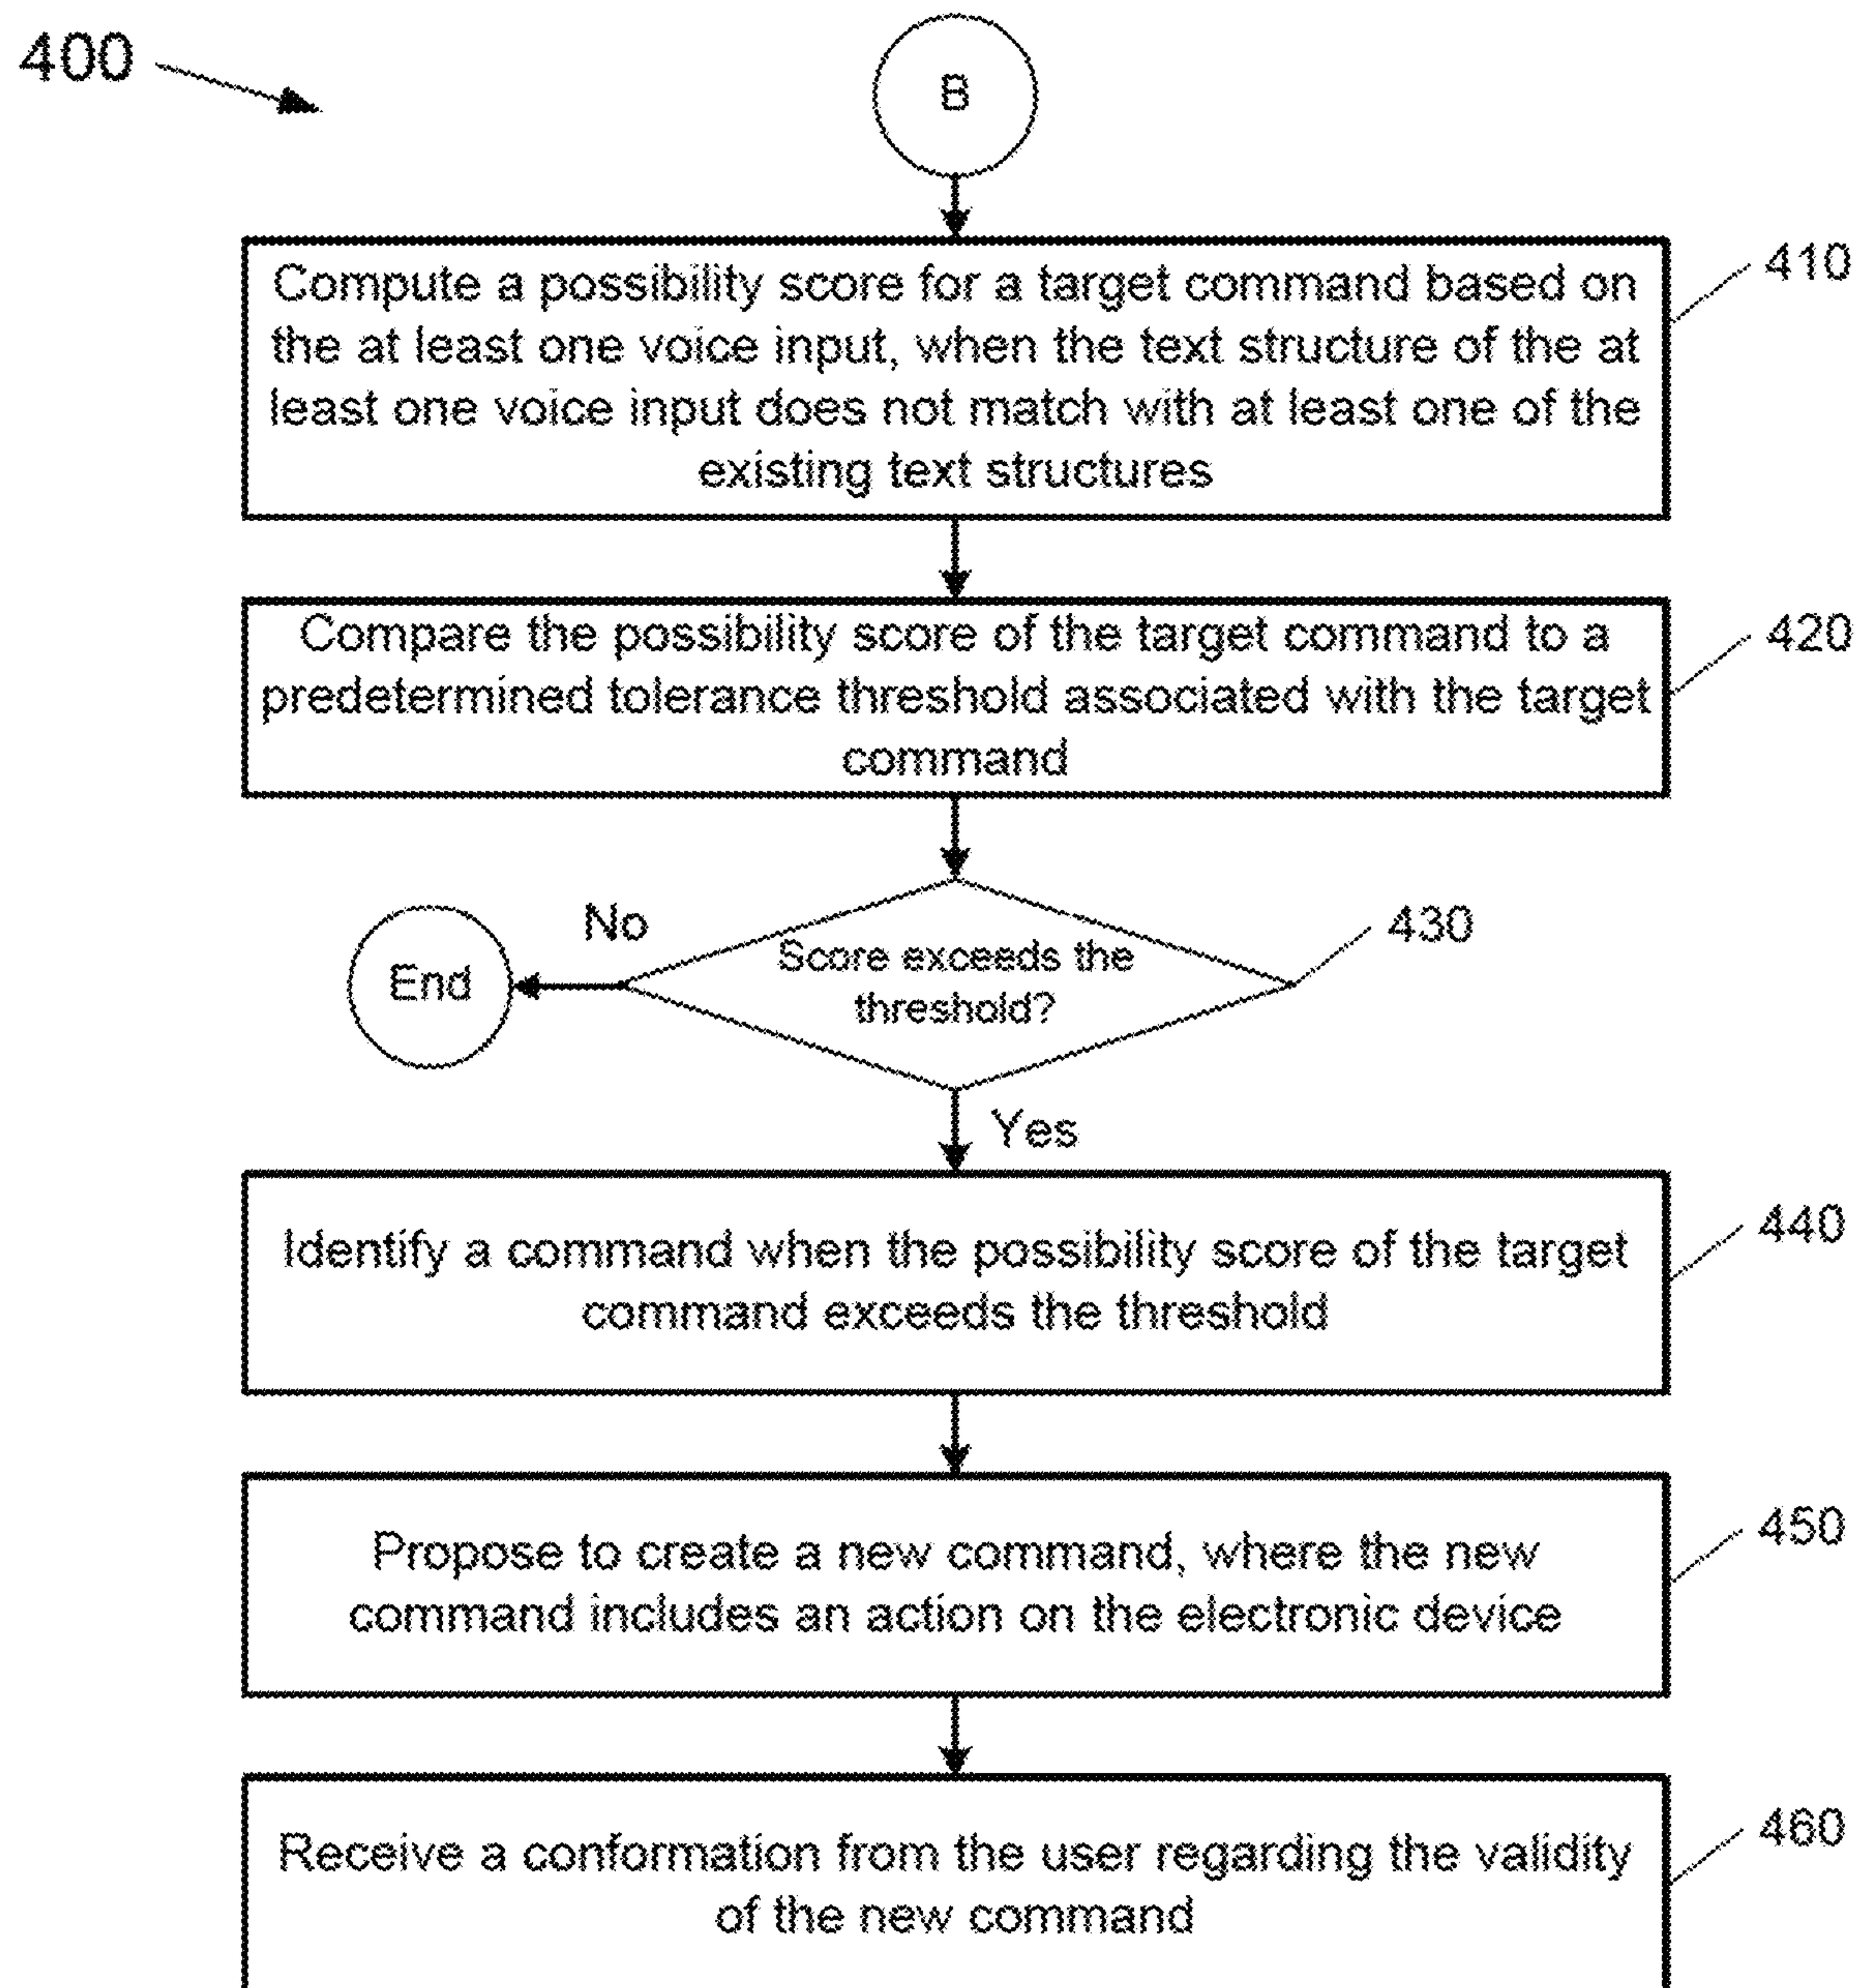 400
B
Compute a possibility score for a target command based on
the at least one voice input, when the text structure of the at
least one voice input does not match with at least one of the
existing text structures
410
Compare the possibility score of the target command to a
predetermined tolerance threshold associated with the target
command
420
Score exceeds the
threshold?
430
No
End
Yes
Identify a command when the possibility score of the target
command exceeds the threshold
440
Propose to create a new command, where the new
command includes an action on the electronic device
450
Receive a conformation from the user regarding the validity
of the new command
460